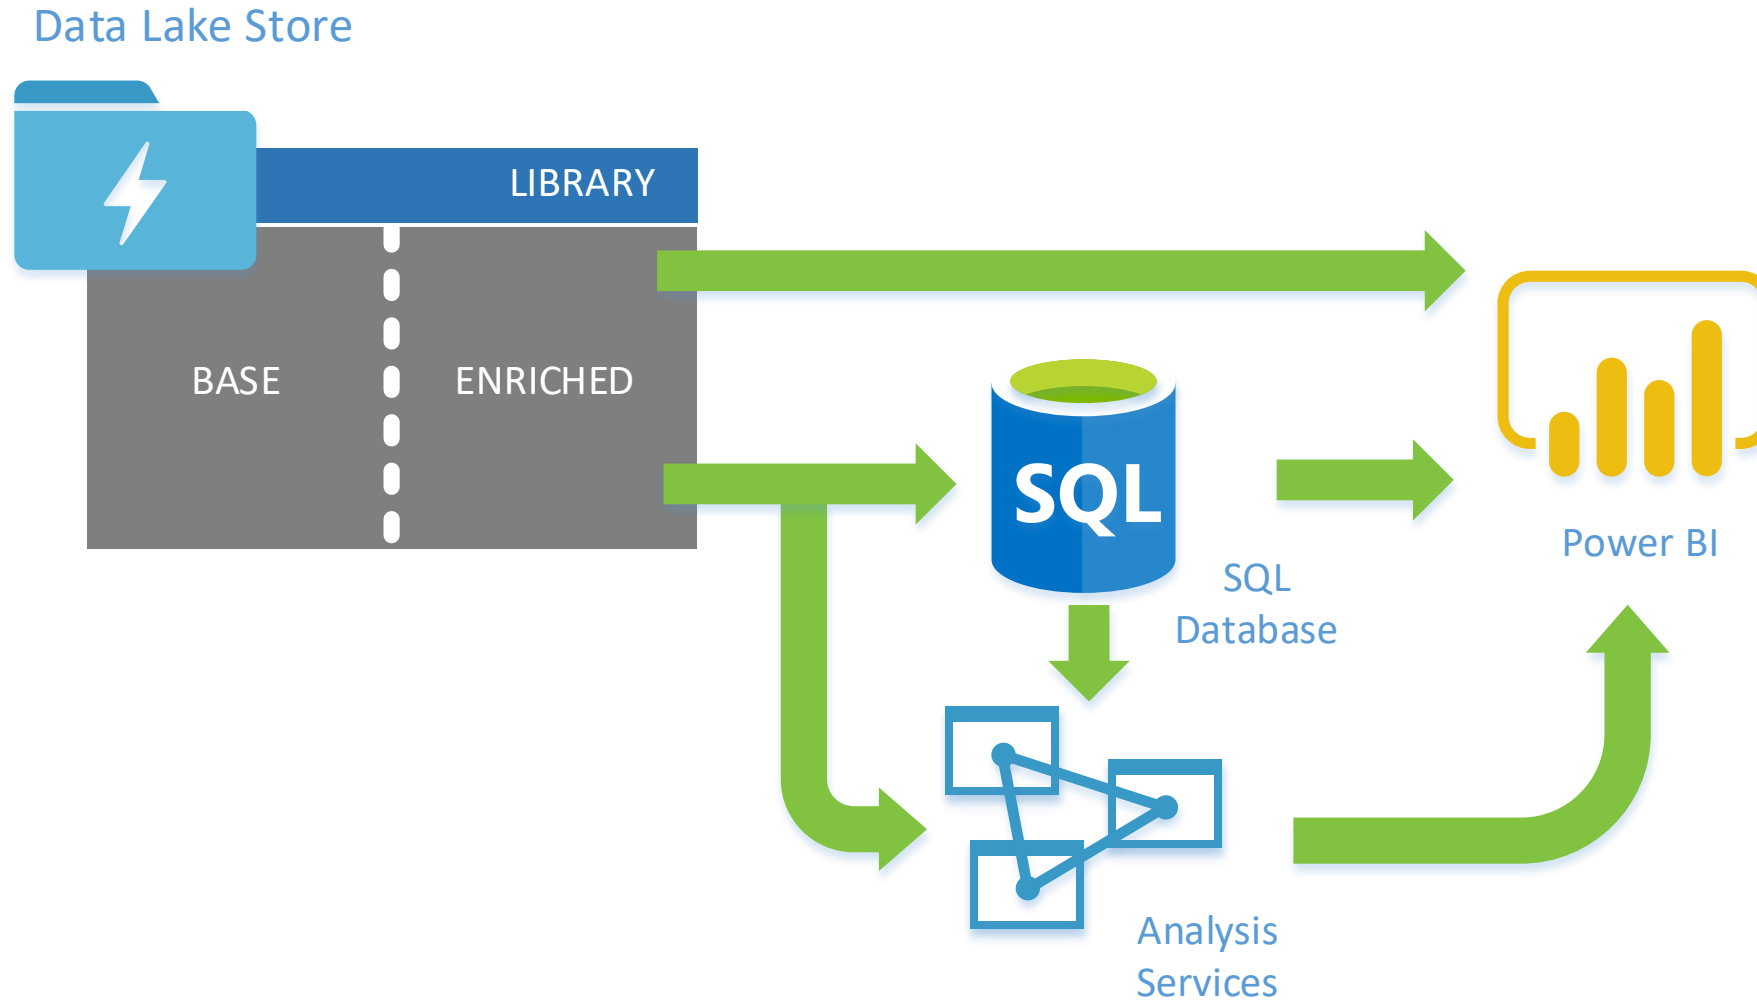 Data Lake Store
LIBRARY
BASE
ENRICHED
SQL
SQL
Database
Power BI
Analysis
Services